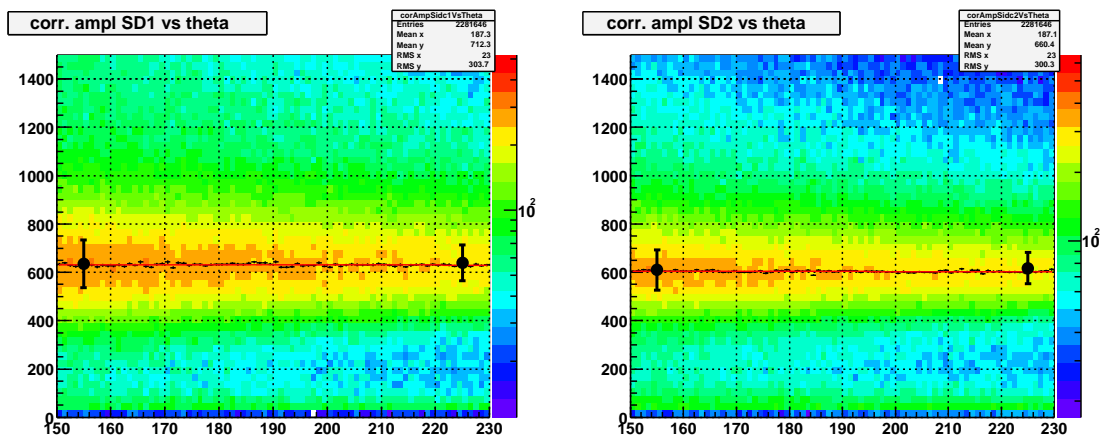 corr. ampl SD1 vs theta
corAmpSidc1VsTheta
Entries 2281646
Mean x 187.3
Mean y 712.3
RMS x 23
RMS y 303.7
1400
1200
1000
800
600
400
200
0
150 160 170 180 190 200 210 220 230
10^2
corr. ampl SD2 vs theta
corAmpSidc2VsTheta
Entries 2281646
Mean x 187.1
Mean y 660.4
RMS x 23
RMS y 300.3
1400
1200
1000
800
600
400
200
0
150 160 170 180 190 200 210 220 230
10^2